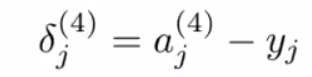 δ_j^{(4)} = a_j^{(4)} − y_j